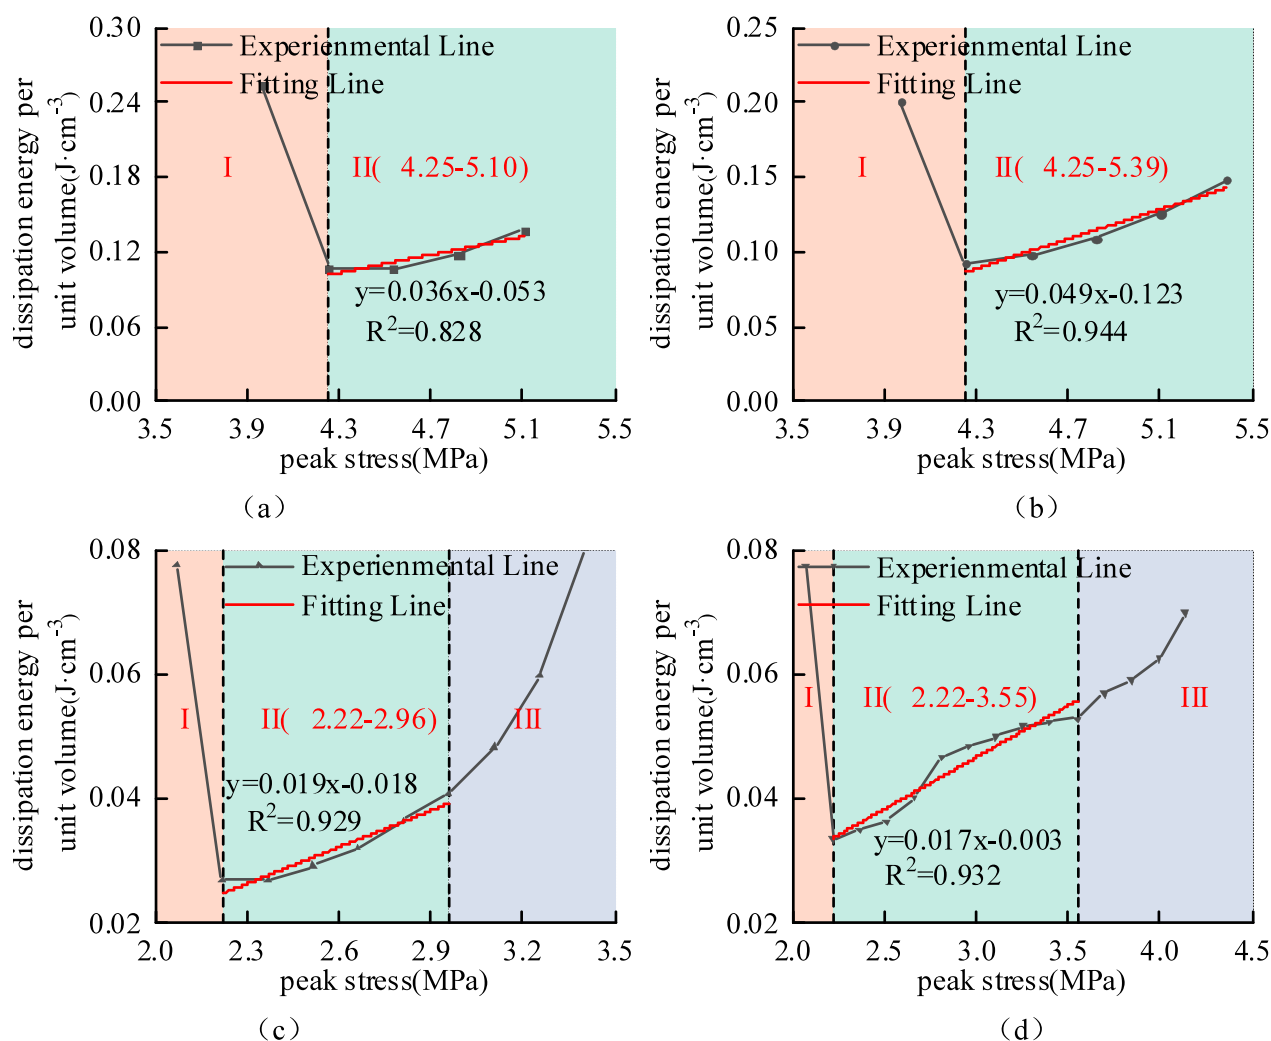 0.30
0.24
0.18
0.12
0.06
0.00
dissipation energy per
unit volume(J·cm⁻³)
Experienmental Line
Fitting Line
I
II( 4.25-5.10)
y=0.036x-0.053
R²=0.828
3.5 3.9 4.3 4.7 5.1 5.5
peak stress(MPa)
（a）
0.25
0.20
0.15
0.10
0.05
0.00
dissipation energy per
unit volume(J·cm⁻³)
Experienmental Line
Fitting Line
I
II( 4.25-5.39)
y=0.049x-0.123
R²=0.944
3.5 3.9 4.3 4.7 5.1 5.5
peak stress(MPa)
（b）
0.08
0.06
0.04
0.02
dissipation energy per
unit volume(J·cm⁻³)
Experienmental Line
Fitting Line
I
II( 2.22-2.96)
III
y=0.019x-0.018
R²=0.929
2.0 2.3 2.6 2.9 3.2 3.5
peak stress(MPa)
（c）
0.08
0.06
0.04
0.02
dissipation energy per
unit volume(J·cm⁻³)
Experienmental Line
Fitting Line
I
II( 2.22-3.55)
III
y=0.017x-0.003
R²=0.932
2.0 2.5 3.0 3.5 4.0 4.5
peak stress(MPa)
（d）